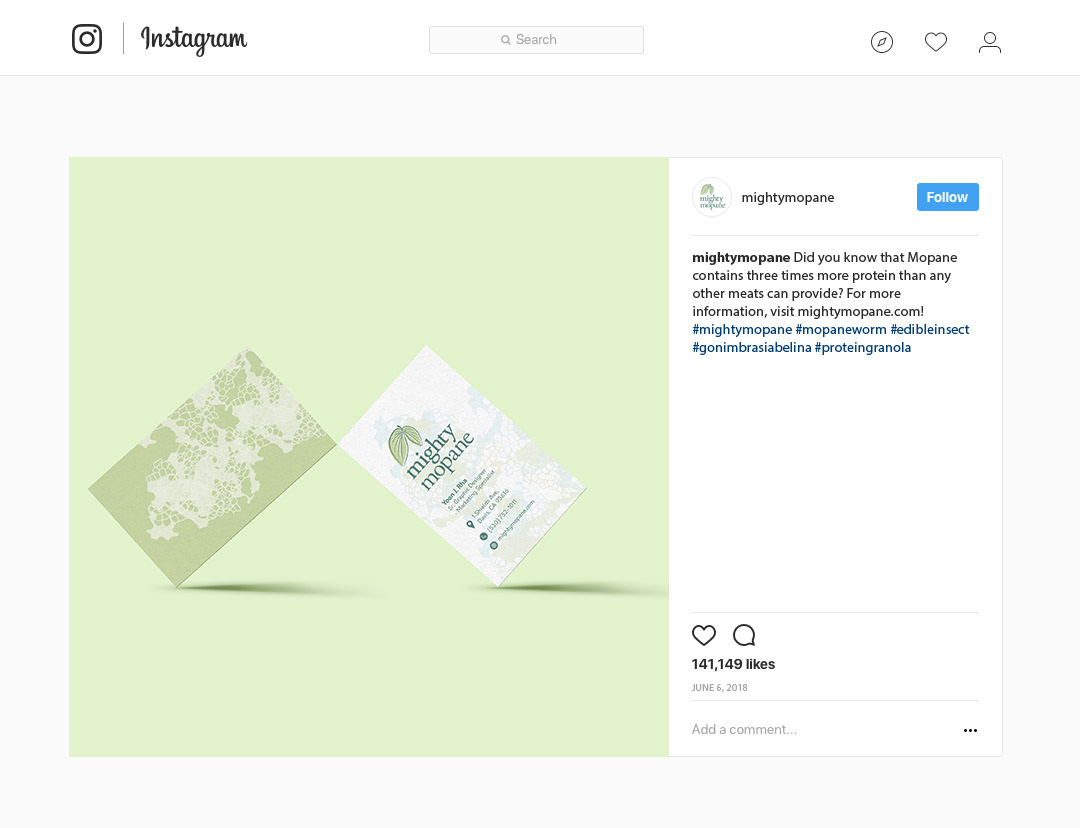 Instagram
Search
mighty
mopane
mightymopane
Follow
mightymopane Did you know that Mopane
contains three times more protein than any
other meats can provide? For more
information, visit mightymopane.com!
#mightymopane #mopaneworm #edibleinsect
#gonimbrasiabelina #proteingranola
mighty
mopane
Yoon J. Rha
Sr. Graphic Designer
Marketing Specialist
1 Shields Ave,
Davis, CA 95616
(530) 752-1011
mightymopane.com
141,149 likes
JUNE 6, 2018
Add a comment...